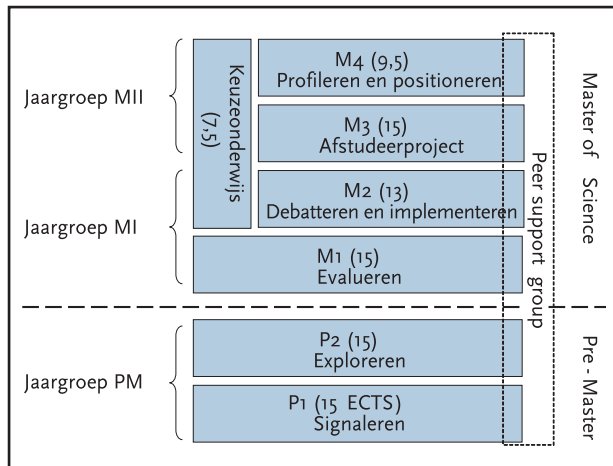 Jaargroep MII
Jaargroep MI
Jaargroep PM
Keuzeonderwijs
(7,5)
M4 (9,5)
Profileren en positioneren
M3 (15)
Afstudeerproject
M2 (13)
Debatteren en implementeren
M1 (15)
Evalueren
P2 (15)
Exploreren
P1 (15 ECTS)
Signaleren
Peer support group
Master of Science
Pre - Master